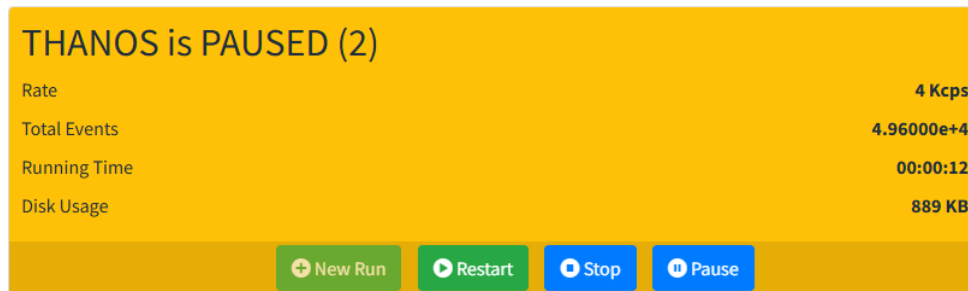 THANOS is PAUSED (2)
Rate 4 Kcps
Total Events 4.96000e+4
Running Time 00:00:12
Disk Usage 889 KB
New Run Restart Stop Pause